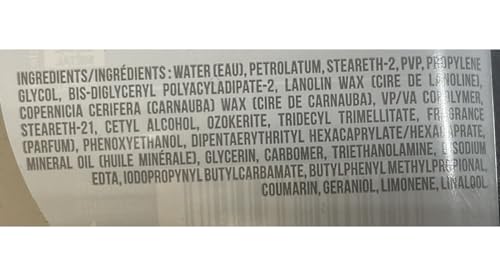 INGREDIENTS/INGRÉDIENTS : WATER (EAU), PETROLATUM, STEARETH-2, PVP, PROPYLENE
GLYCOL, BIS-DIGLYCERYL POLYACYLADIPATE-2, LANOLIN WAX (CIRE DE LANOLINE),
COPERNICIA CERIFERA (CARNAUBA) WAX (CIRE DE CARNAUBA), VP/VA COPOLYMER,
STEARETH-21, CETYL ALCOHOL, OZOKERITE, TRIDECYL TRIMELLITATE, FRAGRANCE
(PARFUM), PHENOXYETHANOL, DIPENTAERYTHRITYL HEXACAPRYLATE/HEXACAPRATE,
MINERAL OIL (HUILE MINÉRALE), GLYCERIN, CARBOMER, TRIETHANOLAMINE, DISODIUM
EDTA, IODOPROPYNYL BUTYLCARBAMATE, BUTYLPHENYL METHYLPROPIONAL,
COUMARIN, GERANIOL, LIMONENE, LINALOOL.